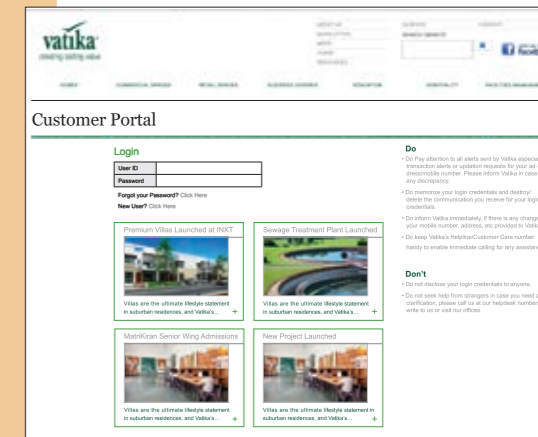 vatika
Customer Portal
Login
User ID
Password
Forgot your Password? Click Here
New User? Click Here
Premium Villas Launched at INXT
Villas are the ultimate lifestyle statement
in suburban residences, and Vatika's... +
Sewage Treatment Plant Launched
Villas are the ultimate lifestyle statement
in suburban residences, and Vatika's... +
MatriKiran Senior Wing Admissions
Villas are the ultimate lifestyle statement
in suburban residences, and Vatika's... +
New Project Launched
Villas are the ultimate lifestyle statement in
suburban residences, and Vatika's... +
Do
• Do Pay attention to all alerts sent by Vatika especia
transaction alerts or updation requests for your ad-
dress/mobile number. Please inform Vatika in case
any discrepancy.
• Do memorize your login credentials and destroy/
delete the communication you receive for your login
credentials.
• Do inform Vatika immediately, if there is any change
your mobile number, address, etc provided to Vatik
• Do keep Vatika's Helpline/Customer Care number
handy to enable immediate calling for any assistan
Don't
• Do not disclose your login credentials to anyone.
• Do not seek help from strangers in case you need a
clarification, please call us at our helpdesk number
write to us or visit our offices.